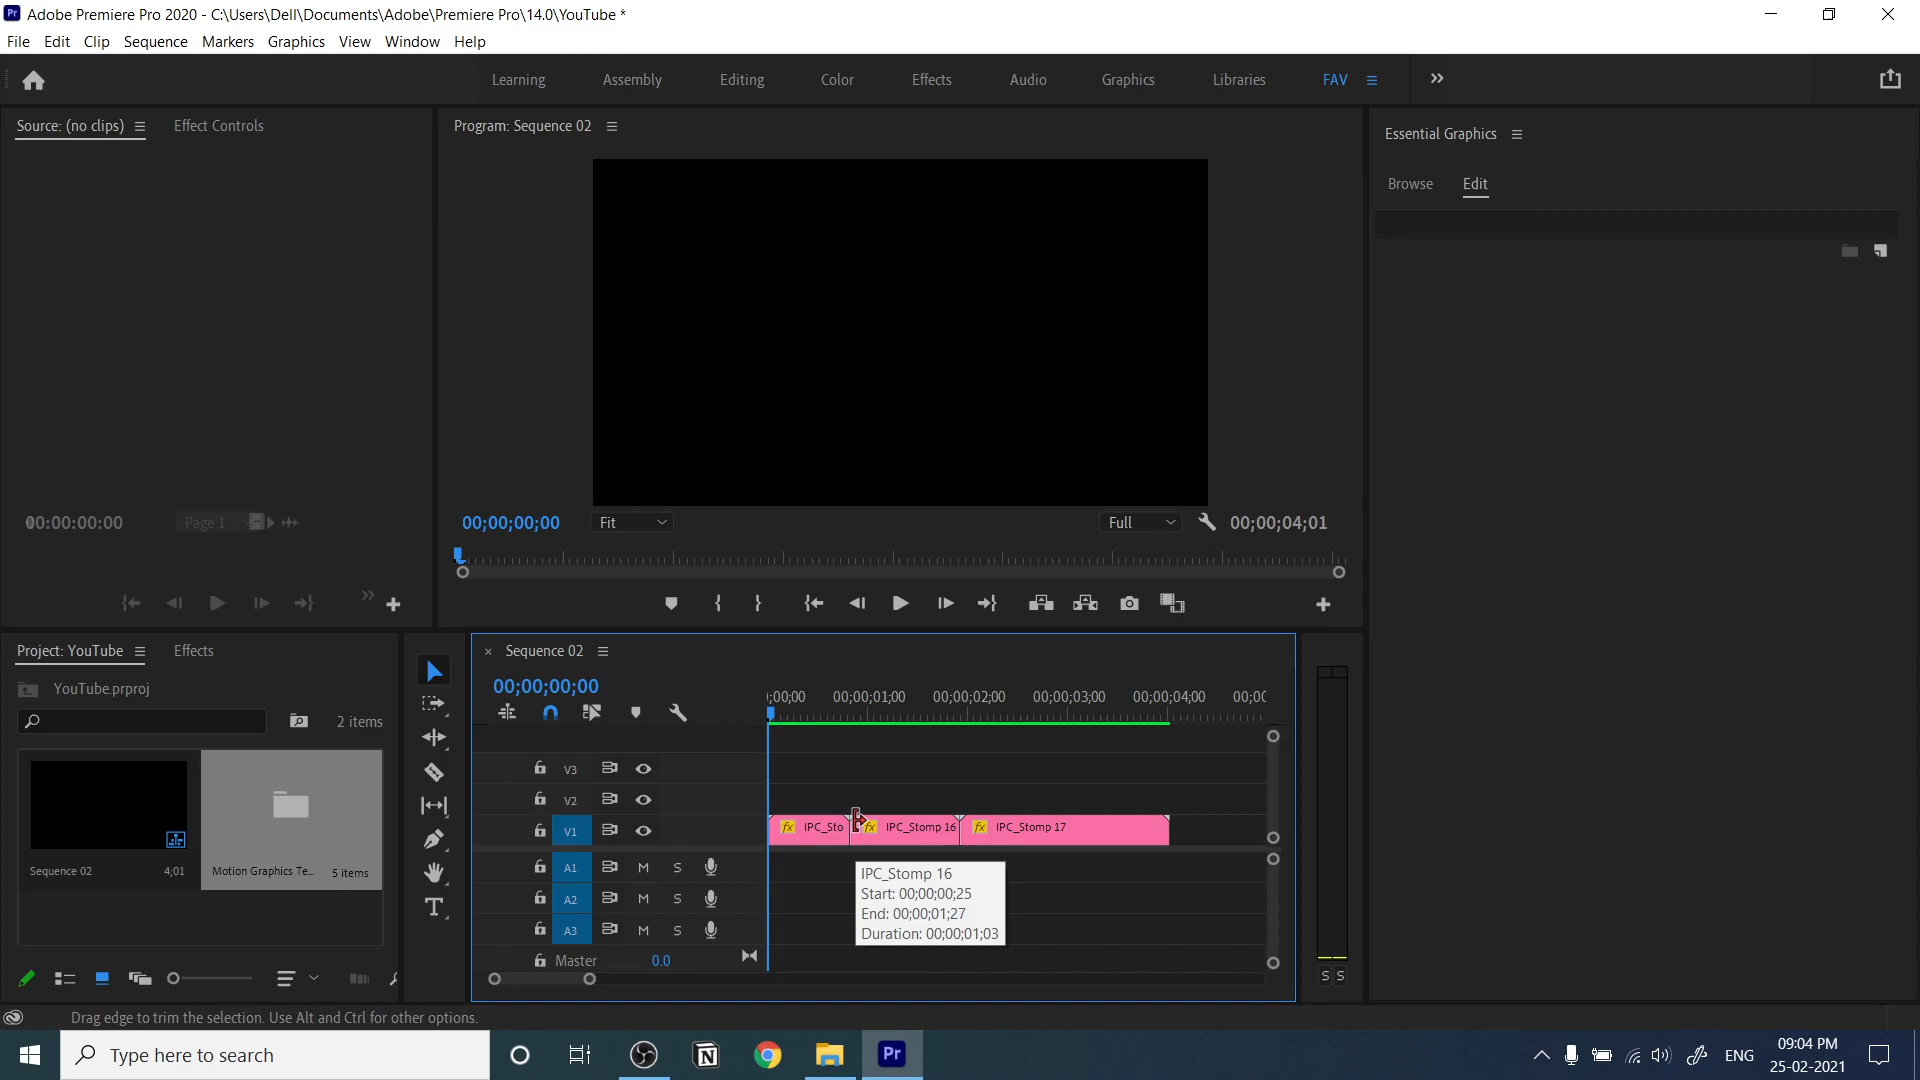 Adobe Premiere Pro 2020 - C:\Users\Dell\Documents\Adobe\Premiere Pro\14.0\YouTube *
File Edit Clip Sequence Markers Graphics View Window Help
Learning Assembly Editing Color Effects Audio Graphics Libraries FAV
Source: (no clips) Effect Controls
Program: Sequence 02
Essential Graphics
Browse Edit
00:00:00:00 Page 1
00;00;00;00 Fit Full 00;00;04;01
Project: YouTube Effects
YouTube.prproj
2 items
Sequence 02 4;01
Motion Graphics Te... 5 items
Sequence 02
00;00;00;00
;00;00 00;00;01;00 00;00;02;00 00;00;03;00 00;00;04;00 00;00
V3
V2
V1 fx IPC_Sto fx IPC_Stomp 16 fx IPC_Stomp 17
A1 M S
A2 M S
A3 M S
Master 0.0
IPC_Stomp 16
Start: 00;00;00;25
End: 00;00;01;27
Duration: 00;00;01;03
S S
Drag edge to trim the selection. Use Alt and Ctrl for other options.
Type here to search
Pr
ENG
09:04 PM
25-02-2021